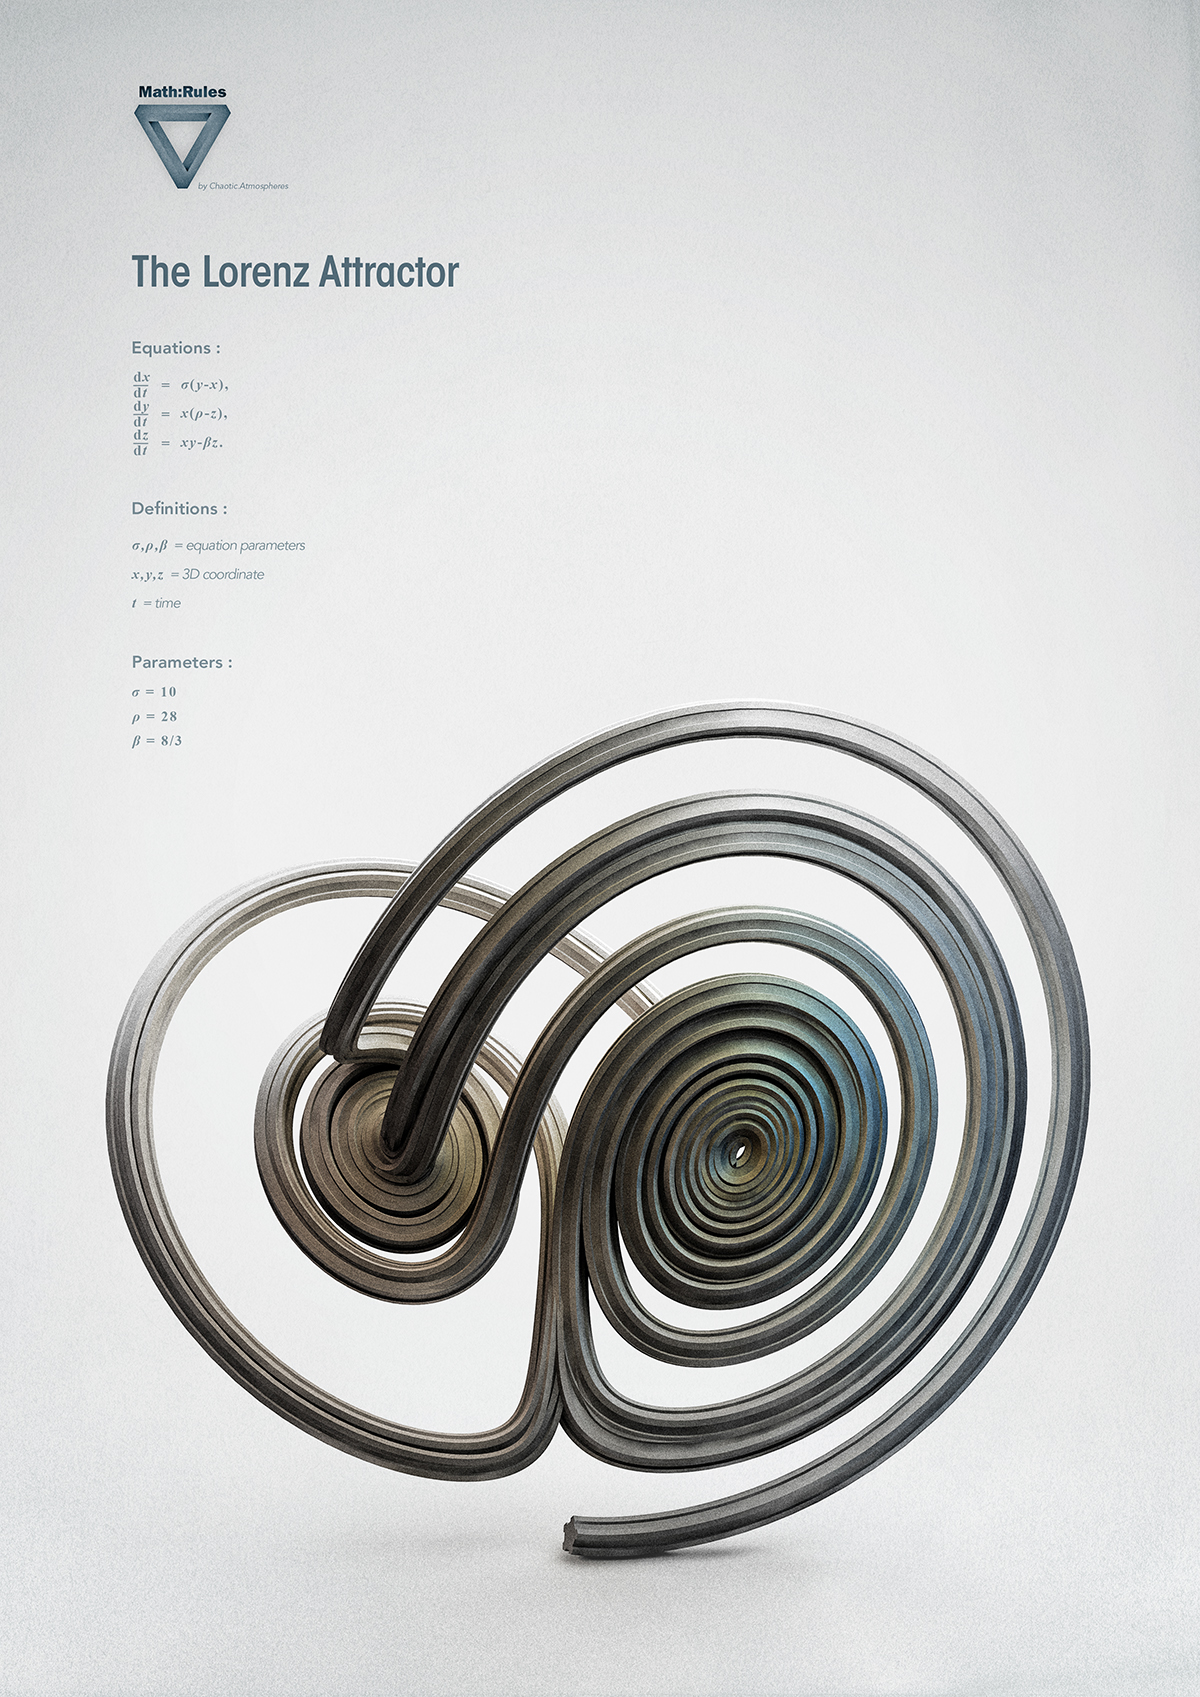 Math:Rules
by Chaotic Atmospheres
The Lorenz Attractor
Equations :
dx/dt = σ(y-x),
dy/dt = x(ρ-z),
dz/dt = xy-βz.
Definitions :
σ,ρ,β = equation parameters
x,y,z = 3D coordinate
t = time
Parameters :
σ = 10
ρ = 28
β = 8/3